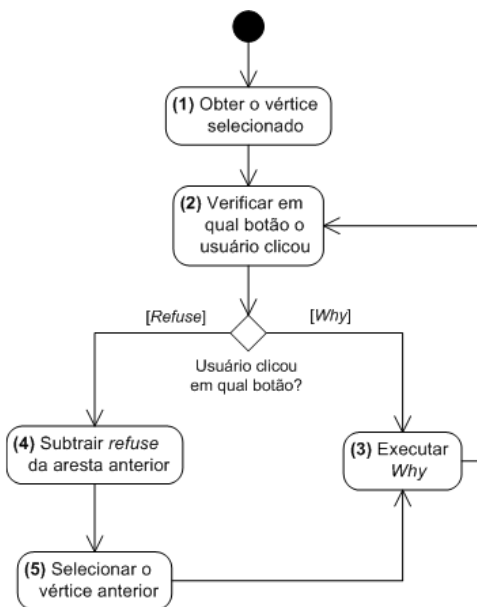 (1) Obter o vértice
selecionado
(2) Verificar em
qual botão o
usuário clicou
[Refuse]
[Why]
Usuário clicou
em qual botão?
(4) Subtrair refuse
da aresta anterior
(3) Executar
Why
(5) Selecionar o
vértice anterior